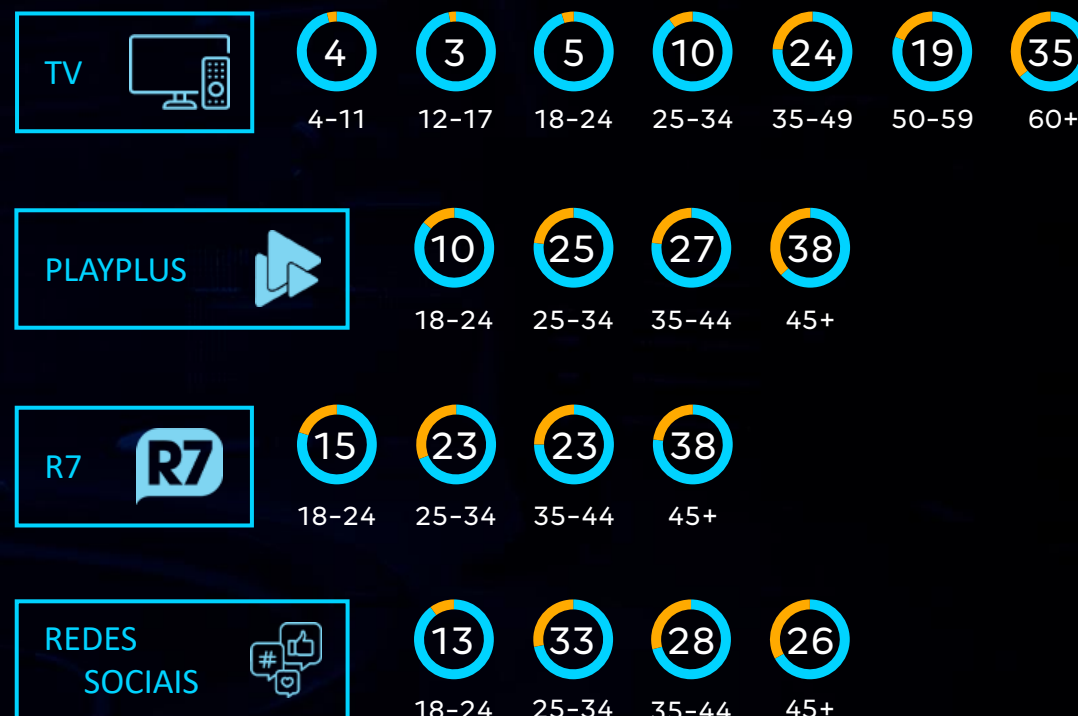 TV
4 3 5 10 24 19 35
4-11 12-17 18-24 25-34 35-49 50-59 60+
PLAYPLUS
10 25 27 38
18-24 25-34 35-44 45+
R7 R7
15 23 23 38
18-24 25-34 35-44 45+
REDES
SOCIAIS
#
13 33 28 26
18-24 25-34 35-44 45+